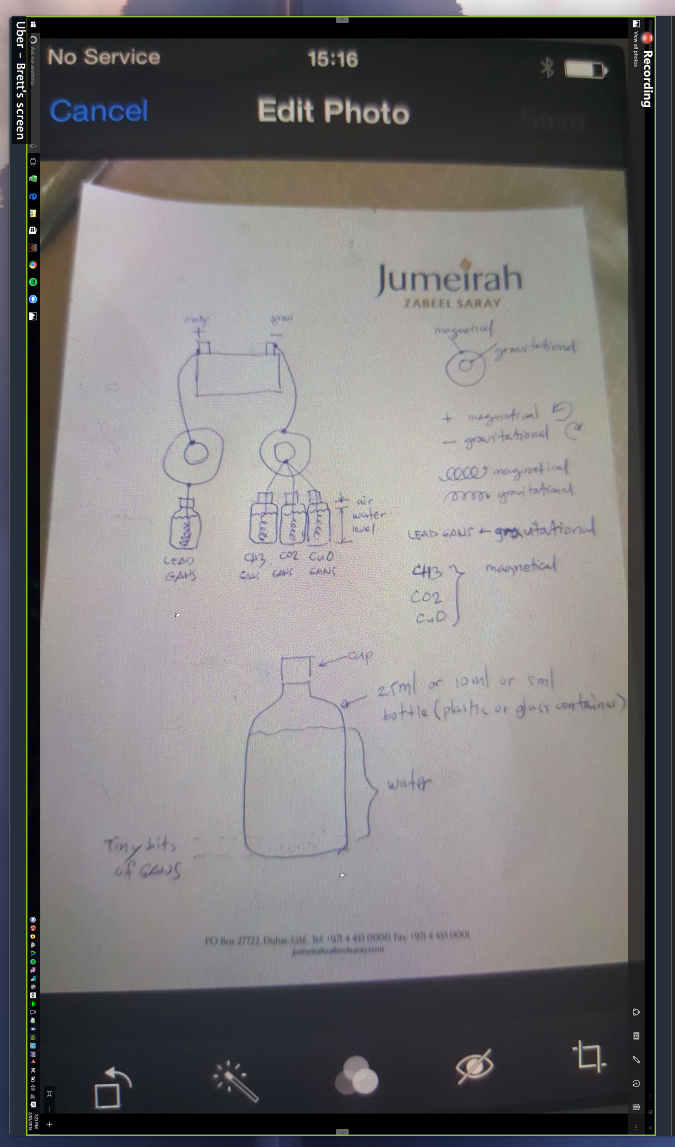 Recording
View all photos
Uber – Brett's screen
No Service
15:16
Cancel
Edit Photo
Save
Jumeirah
ZABEEL SARAY
+
−
magnetical
gravitational
+ magnetical
− gravitational
magnetical
gravitational
air
water
level
LEAD
GANS
CH3
GANS
CO2
GANS
CuO
GANS
LEAD GANS ← gravitational
CH3
CO2
CuO
magnetical
cap
25ml or 10ml or 5ml
bottle (plastic or glass container)
water
Tiny bits
of GANS
PO Box 27722, Dubai, UAE Tel: +971 4 453 0000 Fax: +971 4 453 0001